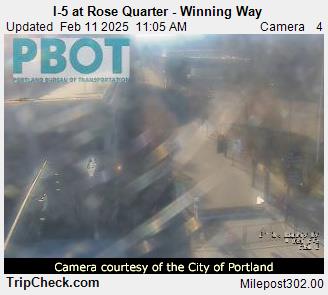 I-5 at Rose Quarter - Winning Way
Updated Feb 11 2025 11:05 AM Camera 4
PBOT
PORTLAND BUREAU OF TRANSPORTATION
Camera courtesy of the City of Portland
TripCheck.com Milepost302.00